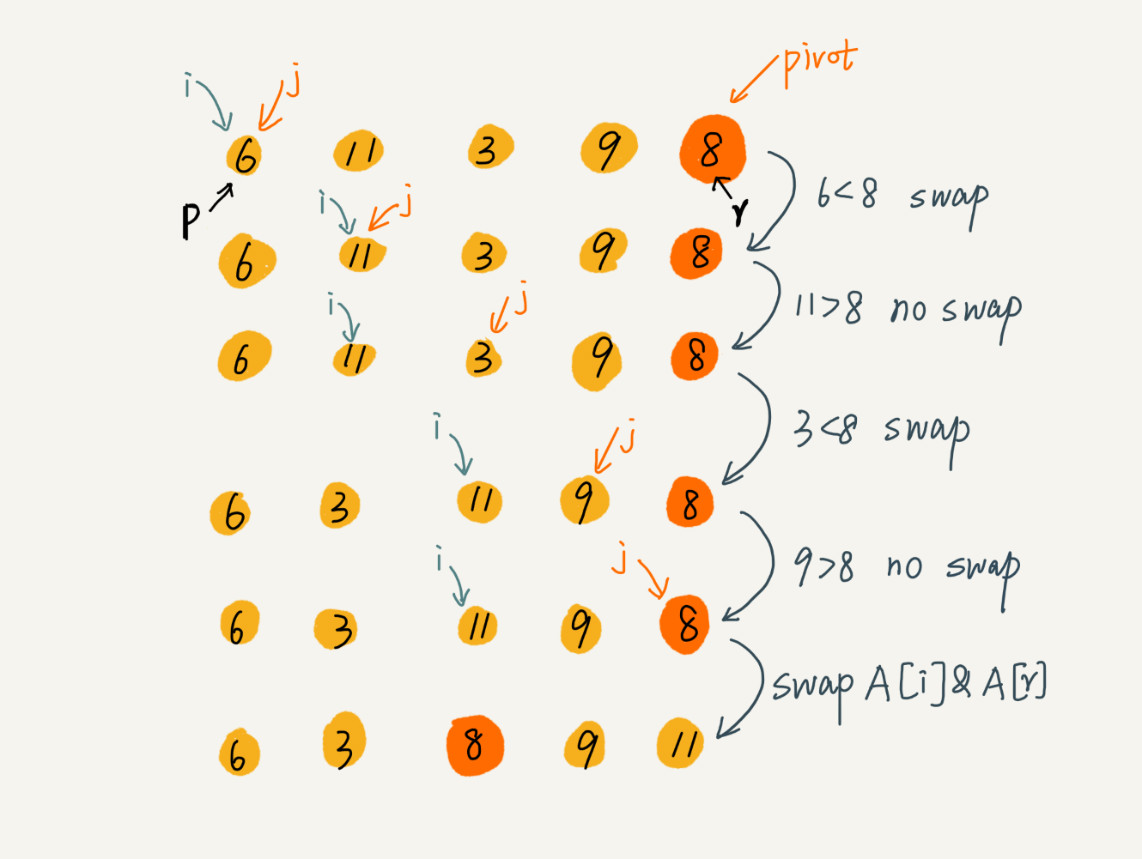 pivot
i j
6 11 3 9 8
p r
6<8 swap
i j
6 11 3 9 8
11>8 no swap
i j
6 11 3 9 8
3<8 swap
i j
6 3 11 9 8
9>8 no swap
i j
6 3 11 9 8
swap A[i]&A[r]
6 3 8 9 11